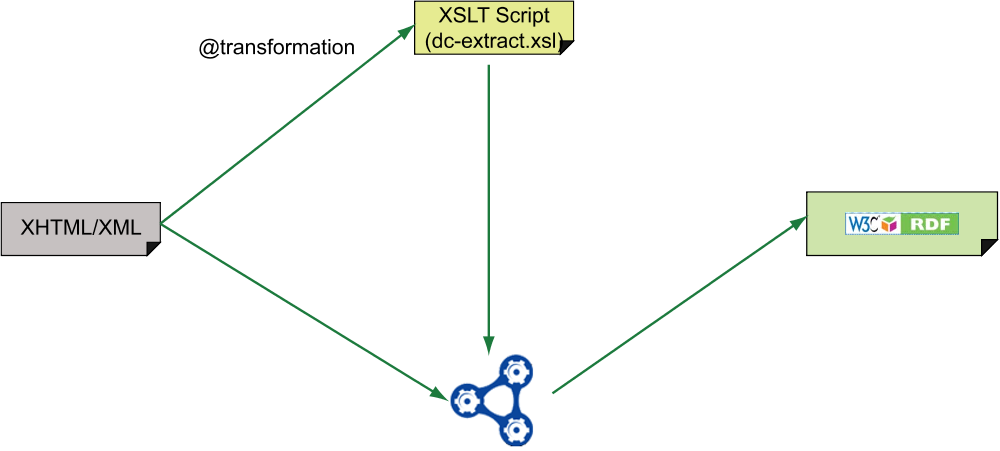 XSLT Script
(dc-extract.xsl)
@transformation
XHTML/XML
W3C RDF